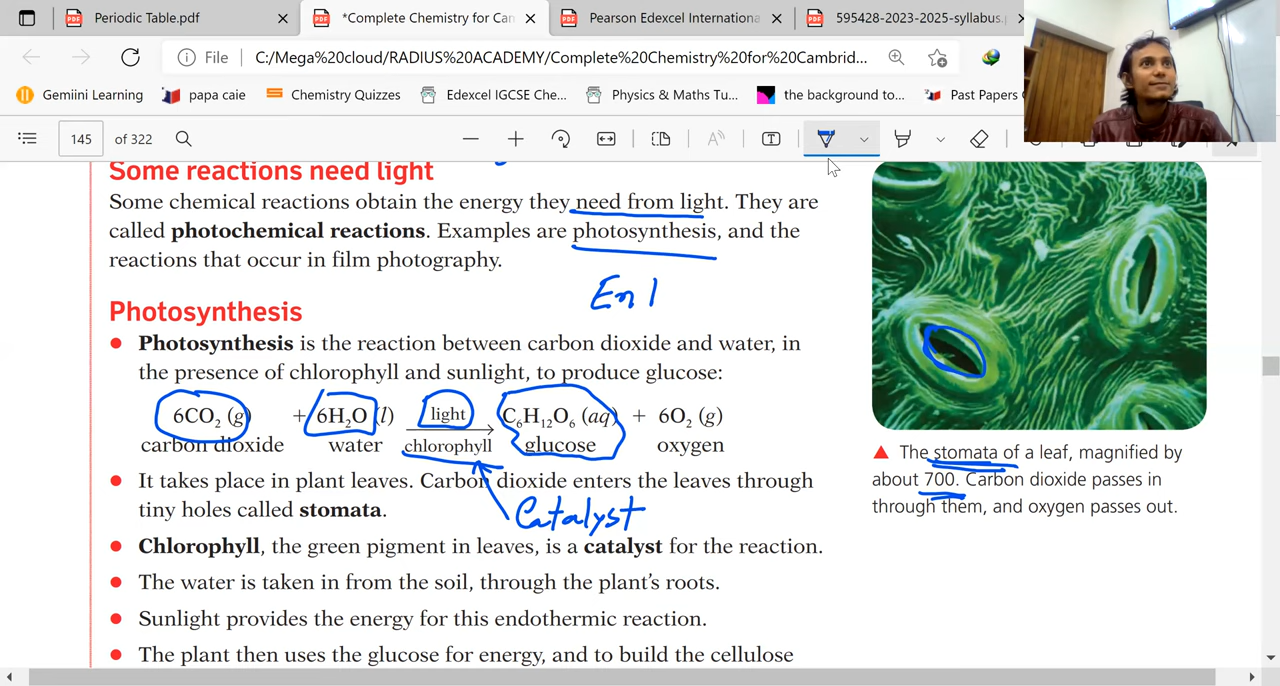 Periodic Table.pdf
*Complete Chemistry for Can
Pearson Edexcel Internationa
595428-2023-2025-syllabus.
File
C:/Mega%20cloud/RADIUS%20ACADEMY/Complete%20Chemistry%20for%20Cambrid...
Gemiini Learning
papa caie
Chemistry Quizzes
Edexcel IGCSE Che...
Physics & Maths Tu...
the background to...
Past Papers
145 of 322
Some reactions need light
Some chemical reactions obtain the energy they need from light. They are
called photochemical reactions. Examples are photosynthesis, and the
reactions that occur in film photography.
En 1
Photosynthesis
• Photosynthesis is the reaction between carbon dioxide and water, in
the presence of chlorophyll and sunlight, to produce glucose:
6CO₂ (g) + 6H₂O (l) light C₆H₁₂O₆ (aq) + 6O₂ (g)
carbon dioxide water chlorophyll glucose oxygen
• It takes place in plant leaves. Carbon dioxide enters the leaves through
tiny holes called stomata.
Catalyst
• Chlorophyll, the green pigment in leaves, is a catalyst for the reaction.
• The water is taken in from the soil, through the plant's roots.
• Sunlight provides the energy for this endothermic reaction.
• The plant then uses the glucose for energy, and to build the cellulose
▲ The stomata of a leaf, magnified by
about 700. Carbon dioxide passes in
through them, and oxygen passes out.